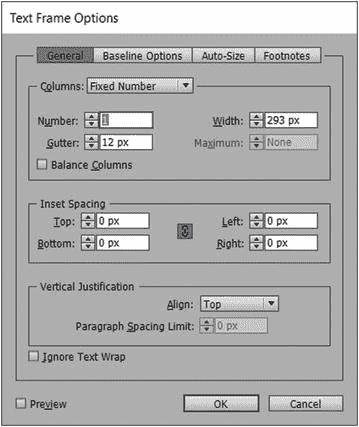 Text Frame Options
General Baseline Options Auto-Size Footnotes
Columns: Fixed Number
Number: 1 Width: 293 px
Gutter: 12 px Maximum: None
Balance Columns
Inset Spacing
Top: 0 px Left: 0 px
Bottom: 0 px Right: 0 px
Vertical Justification
Align: Top
Paragraph Spacing Limit: 0 px
Ignore Text Wrap
Preview OK Cancel